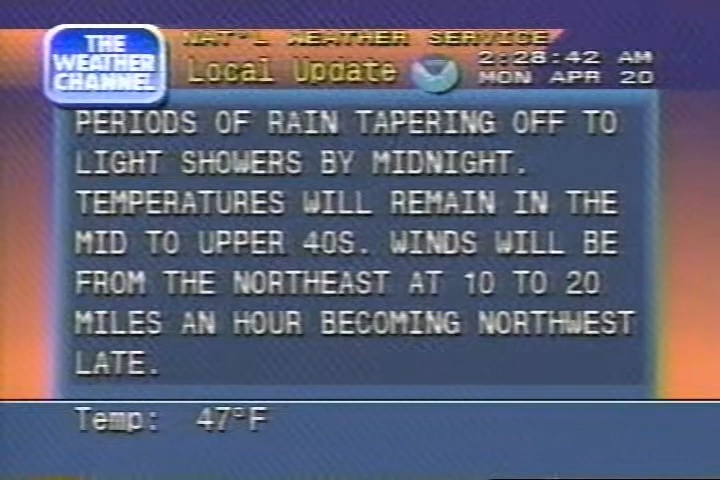 NAT'L WEATHER SERVICE
THE WEATHER CHANNEL
Local Update
2:28:42 AM
MON APR 20
PERIODS OF RAIN TAPERING OFF TO
LIGHT SHOWERS BY MIDNIGHT.
TEMPERATURES WILL REMAIN IN THE
MID TO UPPER 40S. WINDS WILL BE
FROM THE NORTHEAST AT 10 TO 20
MILES AN HOUR BECOMING NORTHWEST
LATE.
Temp: 47°F